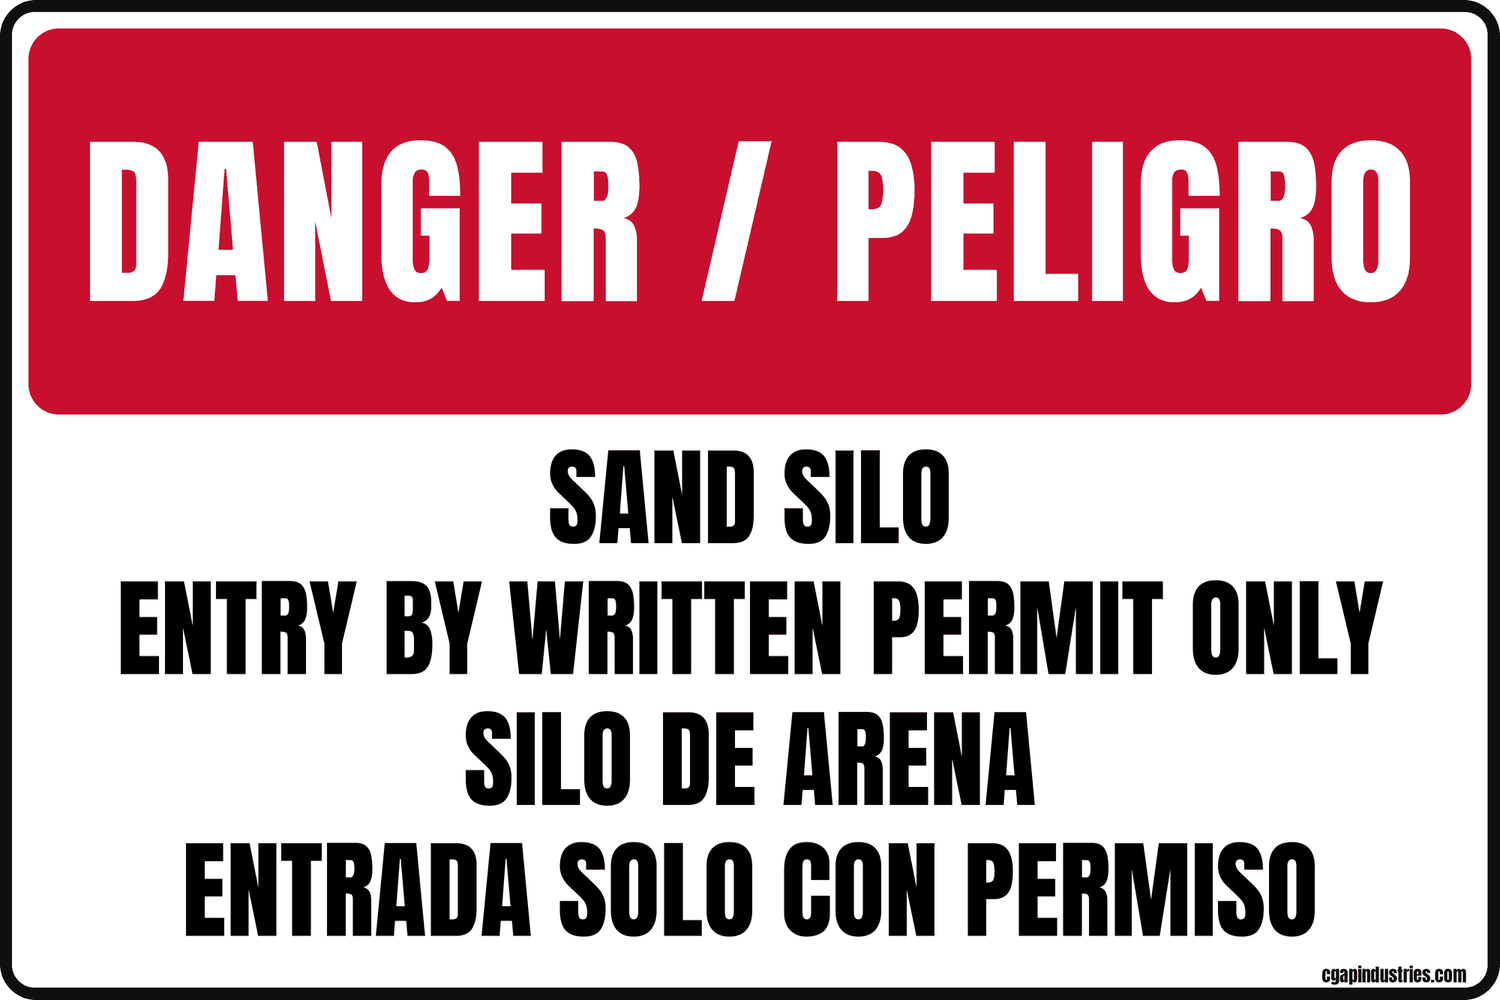 DANGER / PELIGRO
SAND SILO
ENTRY BY WRITTEN PERMIT ONLY
SILO DE ARENA
ENTRADA SOLO CON PERMISO
cgapindustries.com